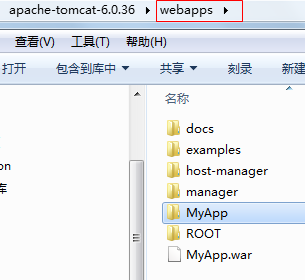 apache-tomcat-6.0.36 ▸ webapps ▸
查看(V) 工具(T) 帮助(H)
打开 包含到库中 ▾ 共享 ▾ 刻录 新建
名称
docs
examples
host-manager
manager
MyApp
ROOT
MyApp.war
on
库